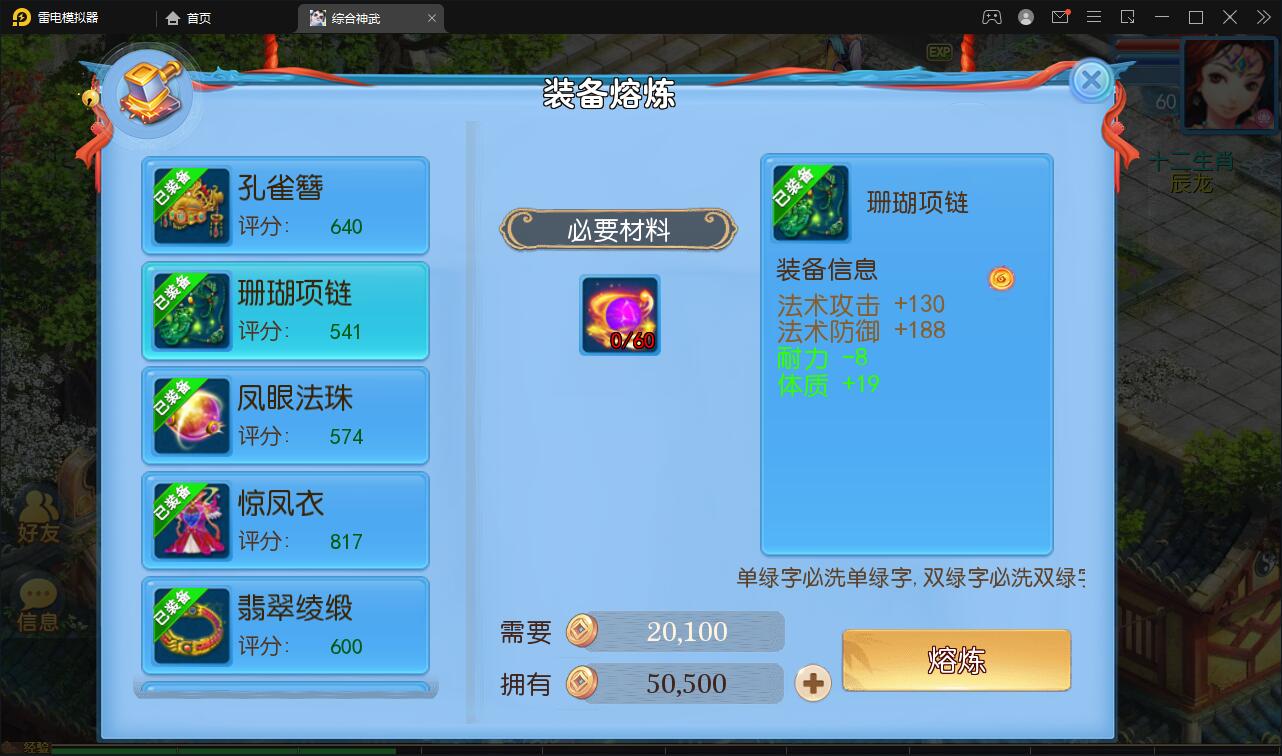 雷电模拟器
首页
综合神武
EXP
装备熔炼
60
十二生肖
辰龙
已装备
孔雀簪
评分: 640
已装备
珊瑚项链
评分: 541
已装备
凤眼法珠
评分: 574
已装备
惊凤衣
评分: 817
已装备
翡翠绫缎
评分: 600
必要材料
0/60
已装备
珊瑚项链
装备信息
法术攻击 +130
法术防御 +188
耐力 -8
体质 +19
单绿字必洗单绿字, 双绿字必洗双绿
需要 20,100
拥有 50,500
熔炼
好友
信息
经验